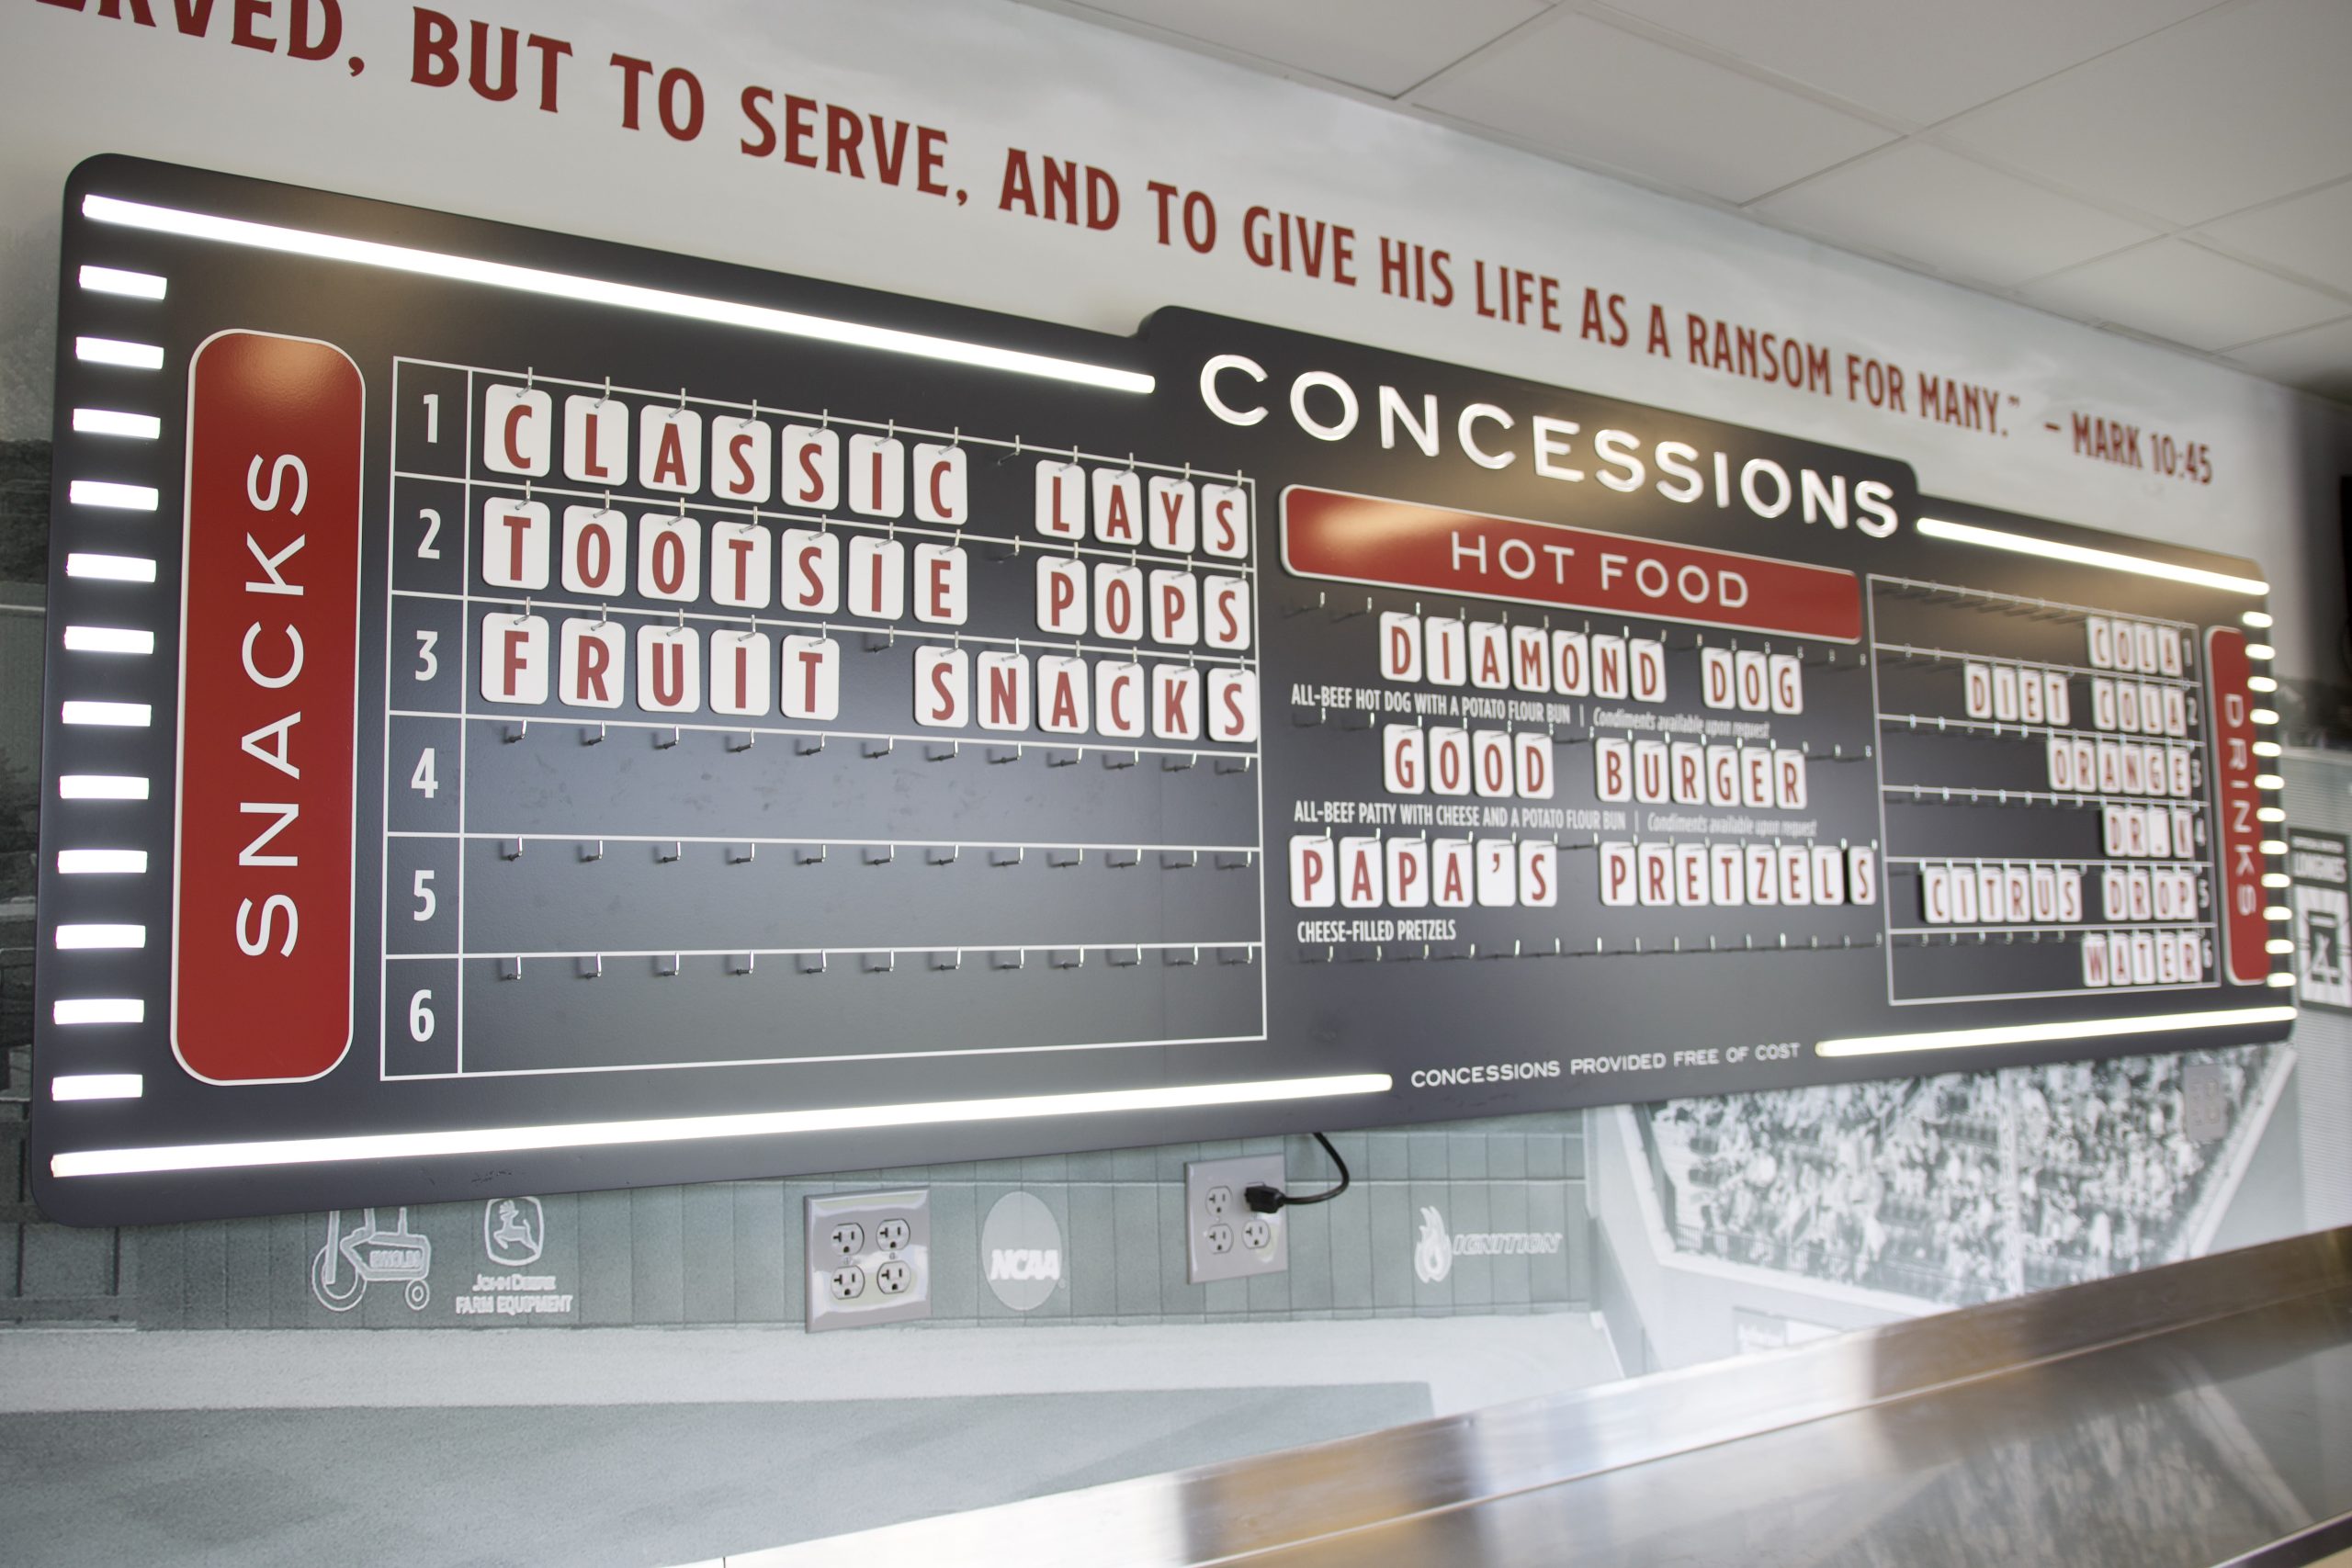 ERVED, BUT TO SERVE, AND TO GIVE HIS LIFE AS A RANSOM FOR MANY." – MARK 10:45
CONCESSIONS
SNACKS
1 CLASSIC LAYS
2 TOOTSIE POPS
3 FRUIT SNACKS
4
5
6
HOT FOOD
DIAMOND DOG
ALL-BEEF HOT DOG WITH A POTATO FLOUR BUN | Condiments available upon request
GOOD BURGER
ALL-BEEF PATTY WITH CHEESE AND A POTATO FLOUR BUN | Condiments available upon request
PAPA'S PRETZELS
CHEESE-FILLED PRETZELS
DRINKS
COLA 1
DIET COLA 2
ORANGE 3
DR. K 4
CITRUS DROP 5
WATER 6
CONCESSIONS PROVIDED FREE OF COST
JOHN DEERE
FARM EQUIPMENT
NCAA
IGNITION
LONGINES